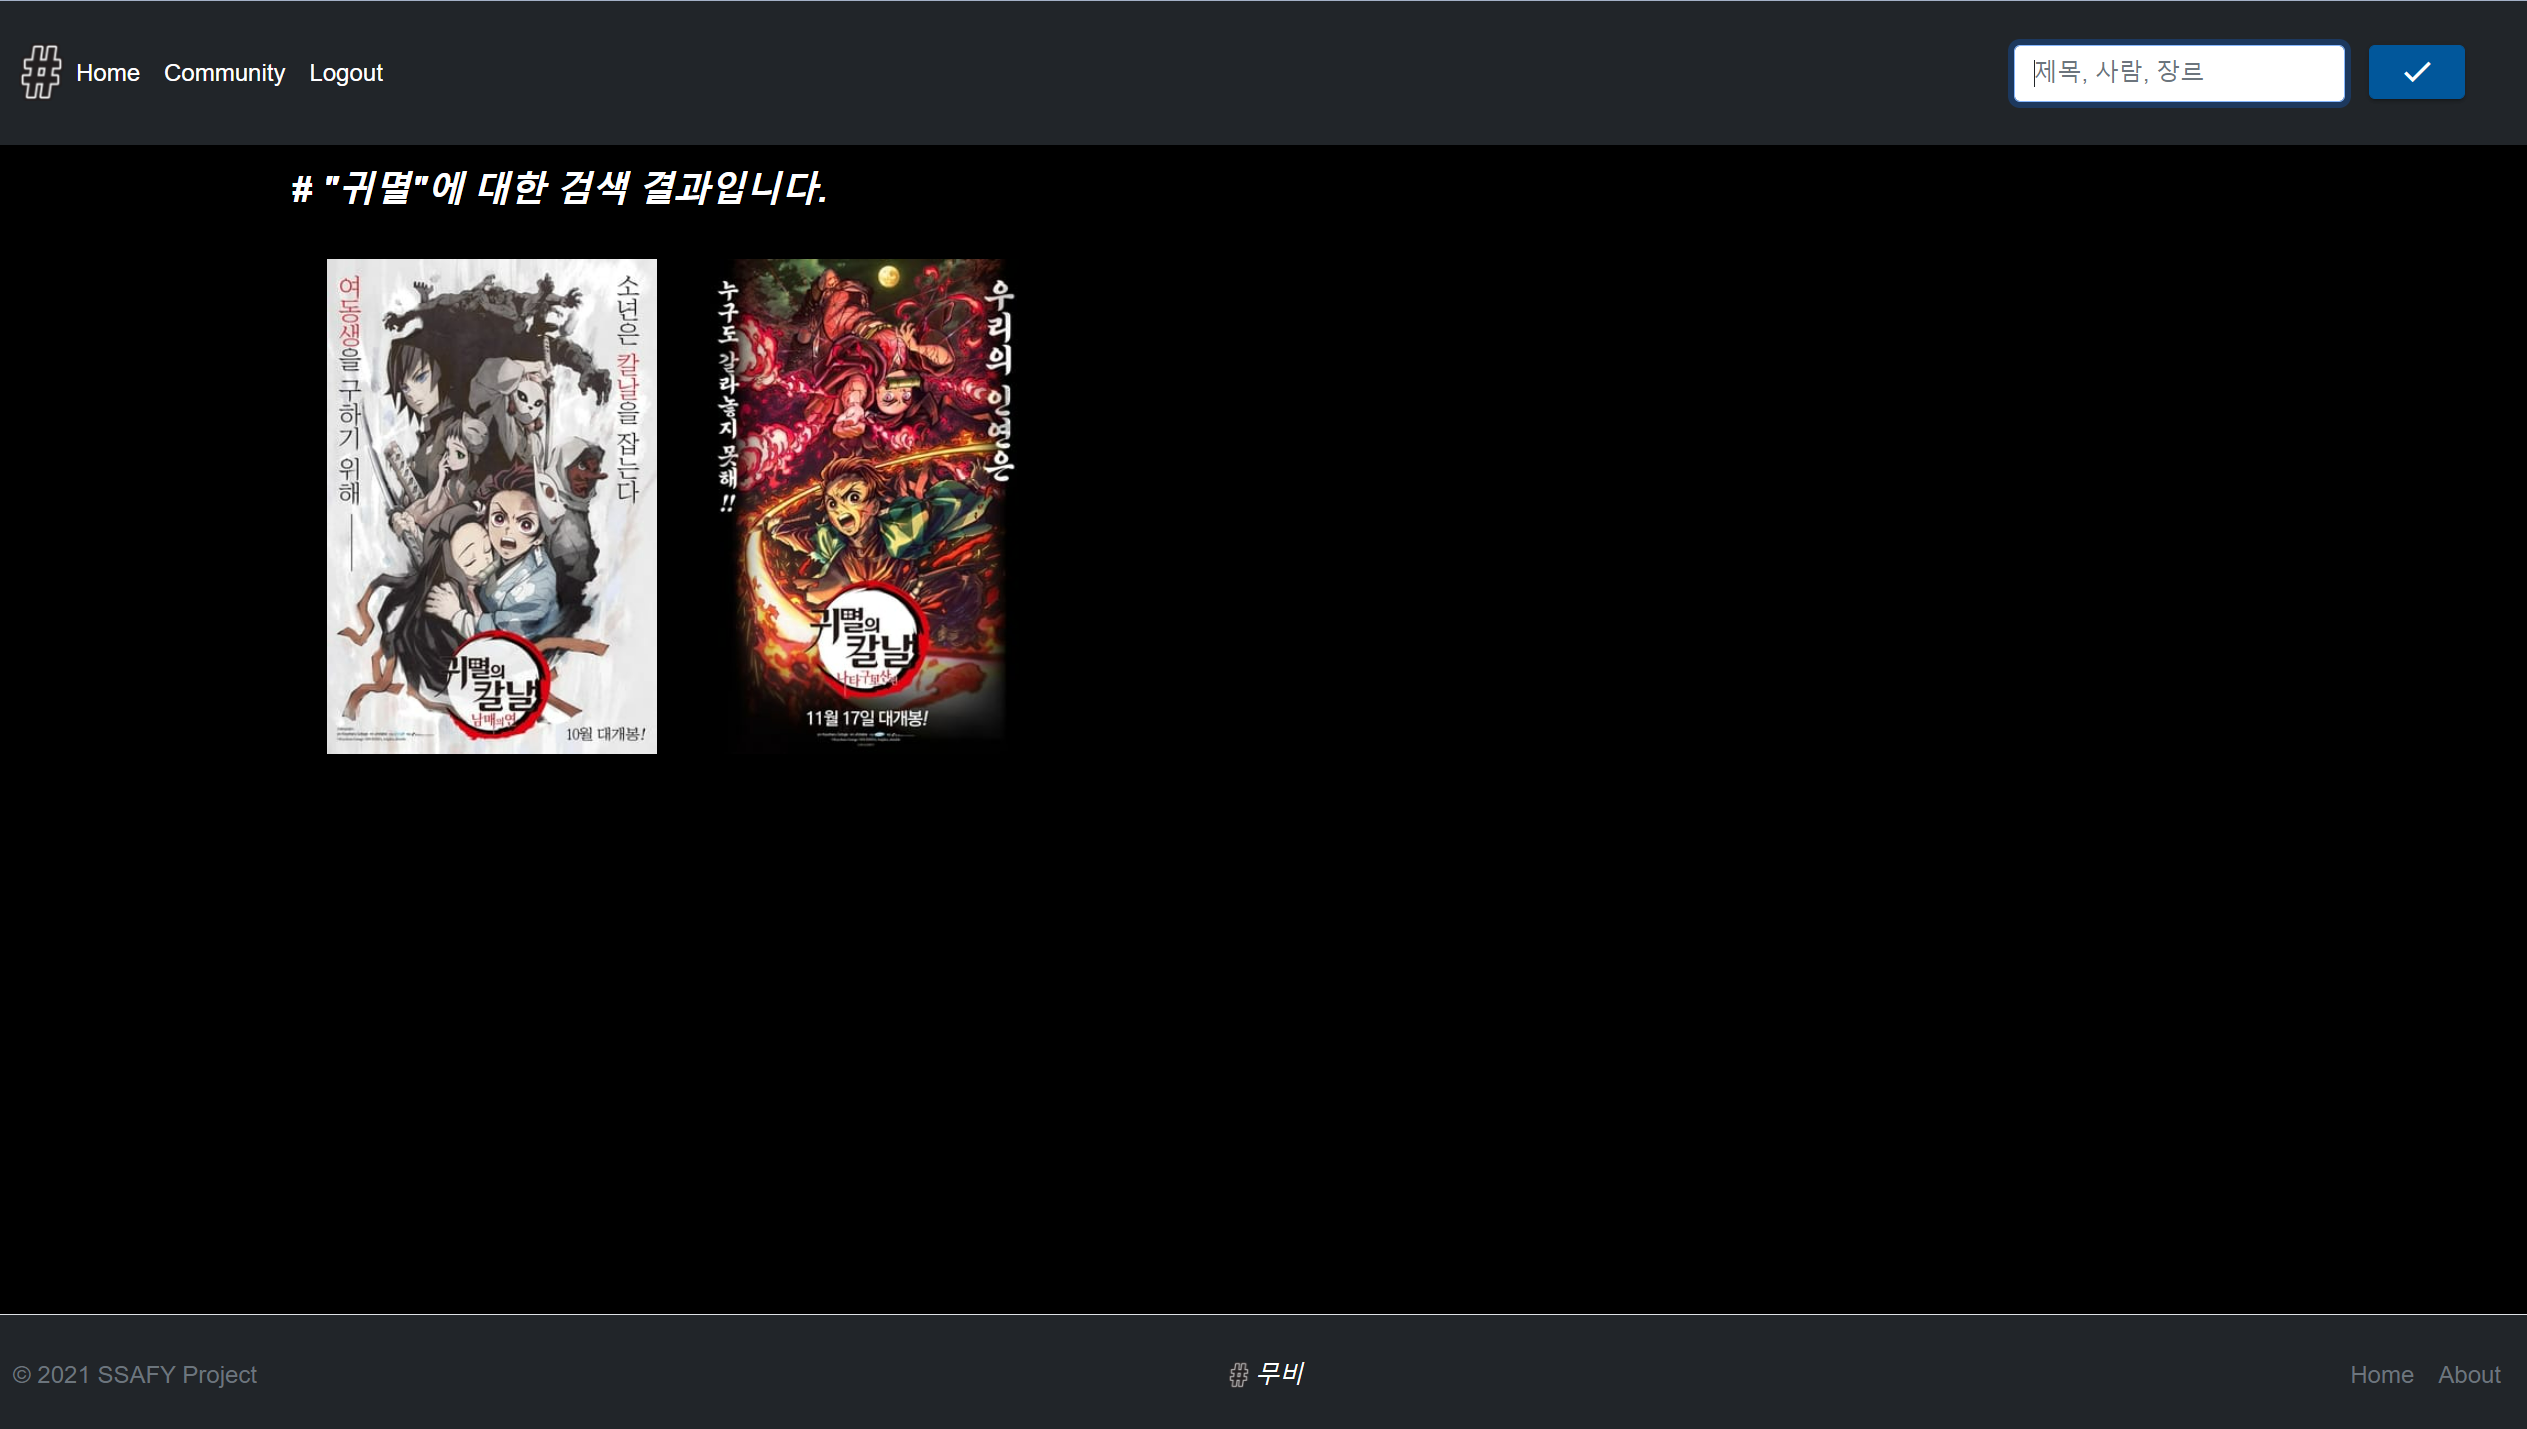 # Home Community Logout
제목, 사람, 장르
# "귀멸"에 대한 검색 결과입니다.
소년은 칼날을 잡는다
여동생을 구하기 위해
귀멸의
칼날
남매의연
10월 대개봉!
우리의 인연은
누구도 갈라놓지 못해!!
귀멸의
칼날
나타구모산편
11월 17일 대개봉!
© 2021 SSAFY Project
# 무비
Home About